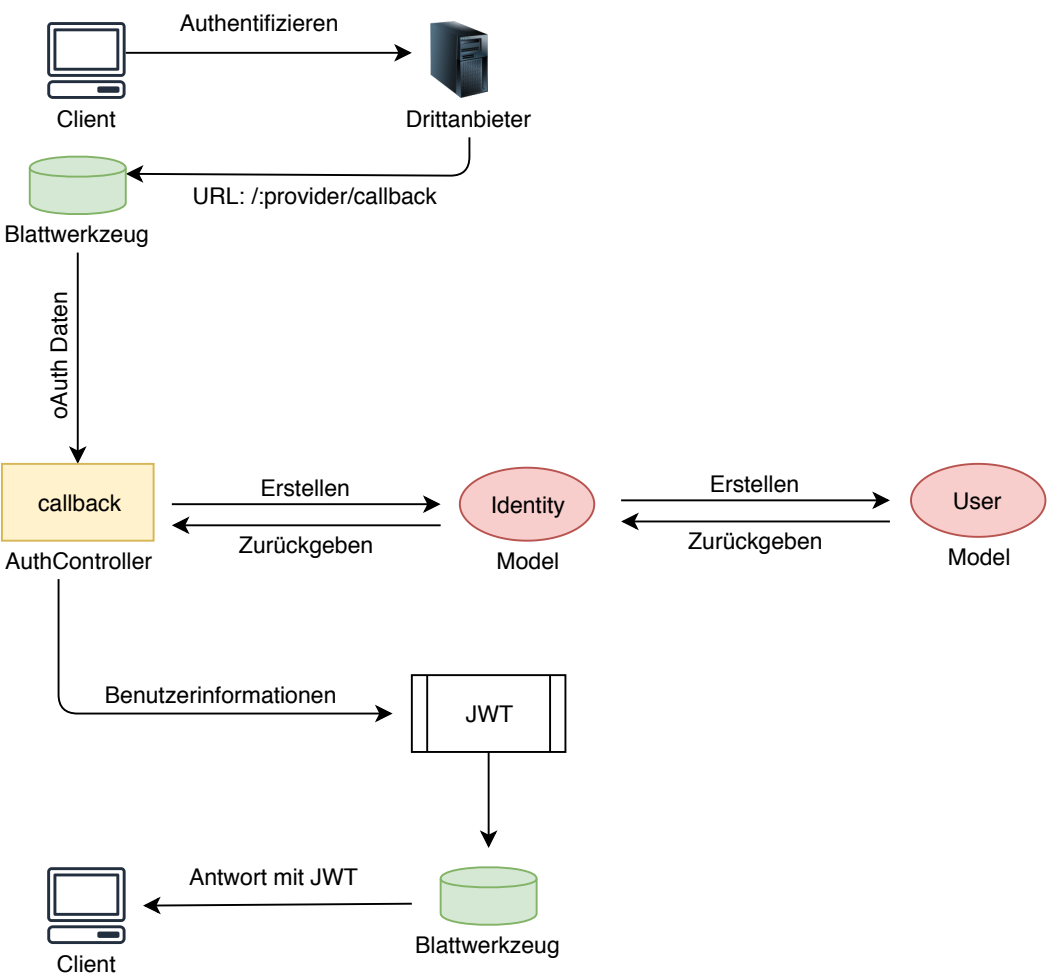 Authentifizieren
Client
Drittanbieter
URL: /:provider/callback
Blattwerkzeug
oAuth Daten
callback
AuthController
Erstellen
Zurückgeben
Identity
Model
Erstellen
Zurückgeben
User
Model
Benutzerinformationen
JWT
Antwort mit JWT
Blattwerkzeug
Client